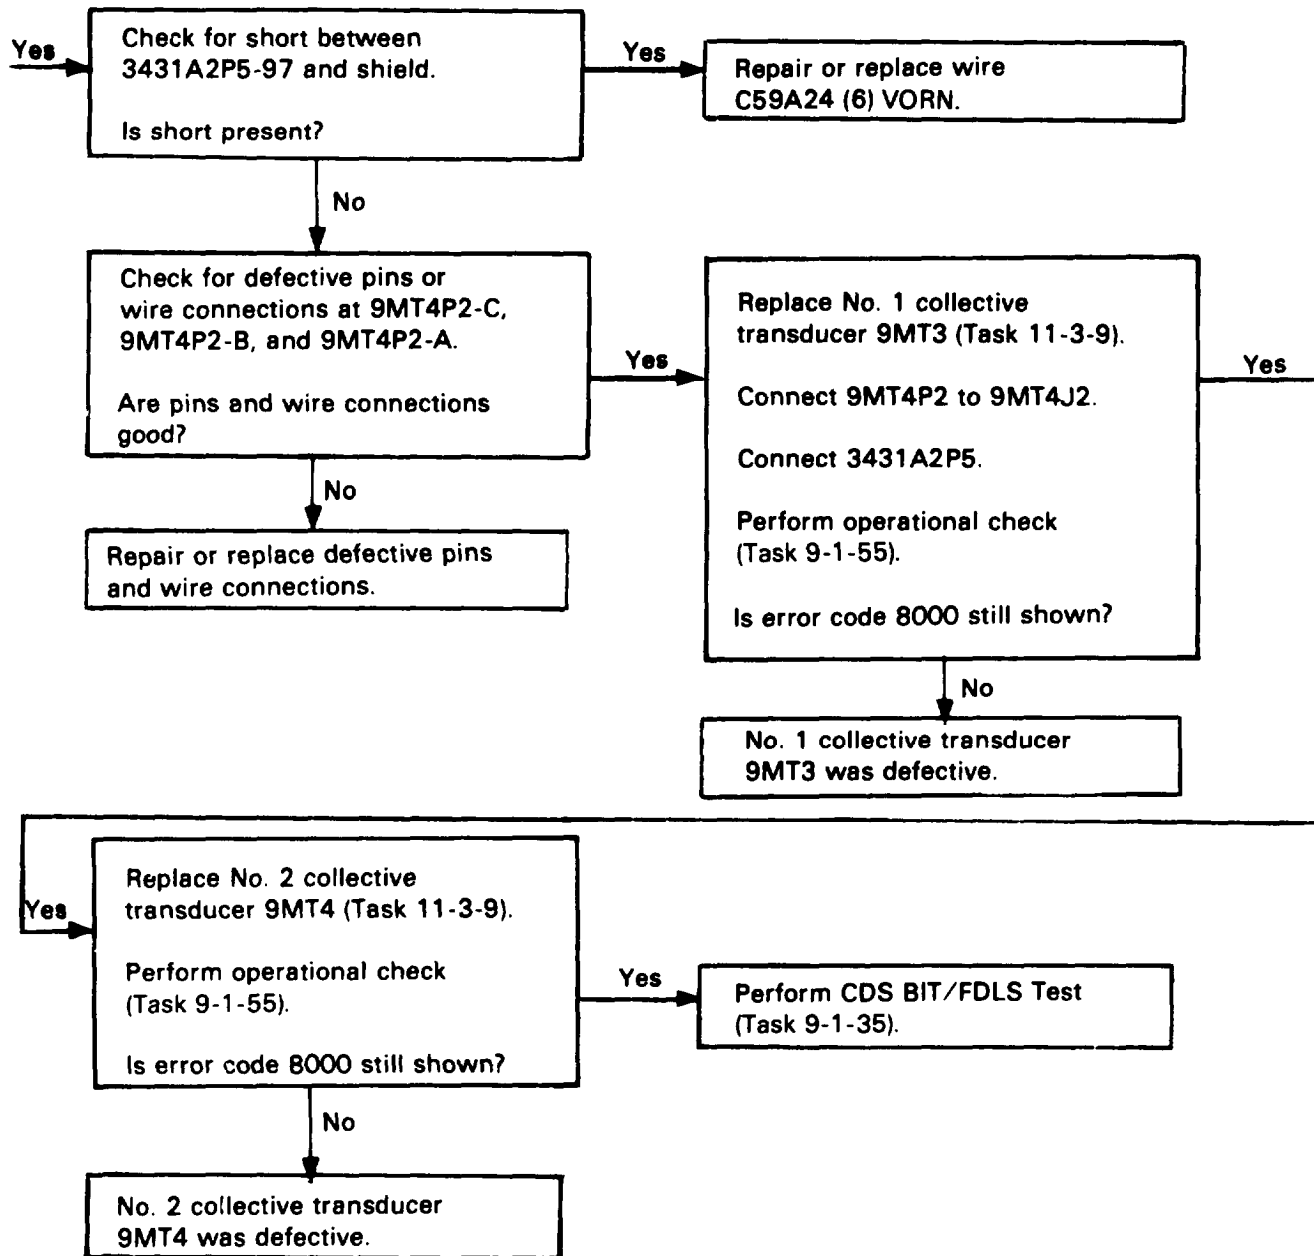 Yes
Check for short between
3431A2P5-97 and shield.
Is short present?
Yes
Repair or replace wire
C59A24 (6) VORN.
No
Check for defective pins or
wire connections at 9MT4P2-C,
9MT4P2-B, and 9MT4P2-A.
Are pins and wire connections
good?
Yes
Replace No. 1 collective
transducer 9MT3 (Task 11-3-9).
Connect 9MT4P2 to 9MT4J2.
Connect 3431A2P5.
Perform operational check
(Task 9-1-55).
Is error code 8000 still shown?
Yes
No
Repair or replace defective pins
and wire connections.
No
No. 1 collective transducer
9MT3 was defective.
Yes
Replace No. 2 collective
transducer 9MT4 (Task 11-3-9).
Perform operational check
(Task 9-1-55).
Is error code 8000 still shown?
Yes
Perform CDS BIT/FDLS Test
(Task 9-1-35).
No
No. 2 collective transducer
9MT4 was defective.